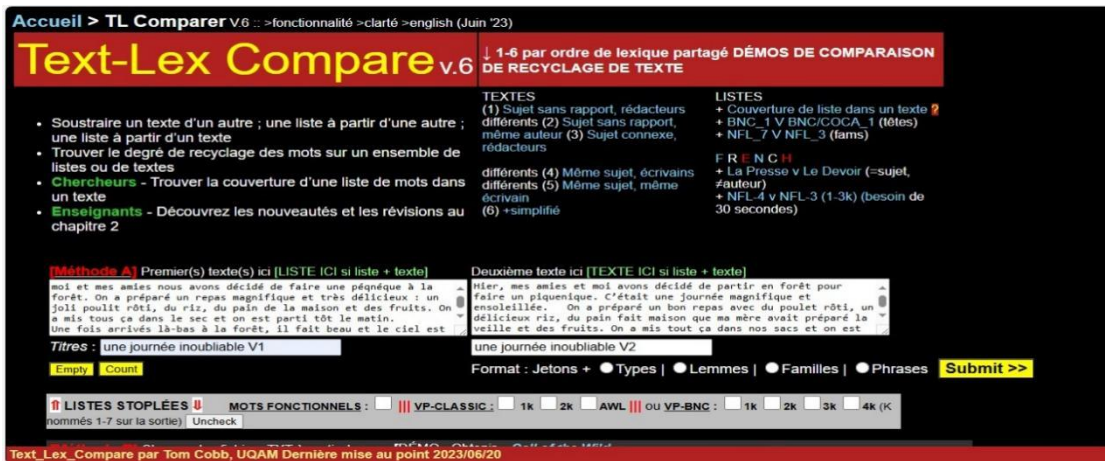 Accueil > TL Comparer V.6 :: >fonctionnalité >clarté >english (Juin '23)
Text-Lex Compare v.6
↓ 1-6 par ordre de lexique partagé DÉMOS DE COMPARAISON
DE RECYCLAGE DE TEXTE
• Soustraire un texte d'un autre ; une liste à partir d'une autre ;
une liste à partir d'un texte
• Trouver le degré de recyclage des mots sur un ensemble de
listes ou de textes
• Chercheurs - Trouver la couverture d'une liste de mots dans
un texte
• Enseignants - Découvrez les nouveautés et les révisions au
chapitre 2
TEXTES
(1) Sujet sans rapport, rédacteurs
différents (2) Sujet sans rapport,
même auteur (3) Sujet connexe,
rédacteurs
différents (4) Même sujet, écrivains
différents (5) Même sujet, même
écrivain
(6) +simplifié
LISTES
+ Couverture de liste dans un texte ?
+ BNC_1 V BNC/COCA_1 (têtes)
+ NFL_7 V NFL_3 (fams)
FRENCH
+ La Presse v Le Devoir (=sujet,
≠auteur)
+ NFL-4 v NFL-3 (1-3k) (besoin de
30 secondes)
[Méthode A] Premier(s) texte(s) ici [LISTE ICI si liste + texte]
moi et mes amies nous avons décidé de faire une péqnéque à la
forêt. On a préparé un repas magnifique et très délicieux : un
joli poulit rôti, du riz, du pain de la maison et des fruits. On
a mis tous ça dans le sec et on est parti tôt le matin.
Une fois arrivés là-bas à la forêt, il fait beau et le ciel est
Titres : une journée inoubliable V1
Empty Count
Deuxième texte ici [TEXTE ICI si liste + texte]
Hier, mes amies et moi avons décidé de partir en forêt pour
faire un piquenique. C'était une journée magnifique et
ensoleillée. On a préparé un bon repas avec du poulet rôti, un
délicieux riz, du pain fait maison que ma mère avait préparé la
veille et des fruits. On a mis tout ça dans nos sacs et on est
une journée inoubliable V2
Format : Jetons + Types | Lemmes | Familles | Phrases Submit >>
⇑ LISTES STOPLÉES ⇓ MOTS FONCTIONNELS : ||| VP-CLASSIC : 1k 2k AWL ||| ou VP-BNC : 1k 2k 3k 4k (K
nommés 1-7 sur la sortie) Uncheck
Text_Lex_Compare par Tom Cobb, UQAM Dernière mise au point 2023/06/20